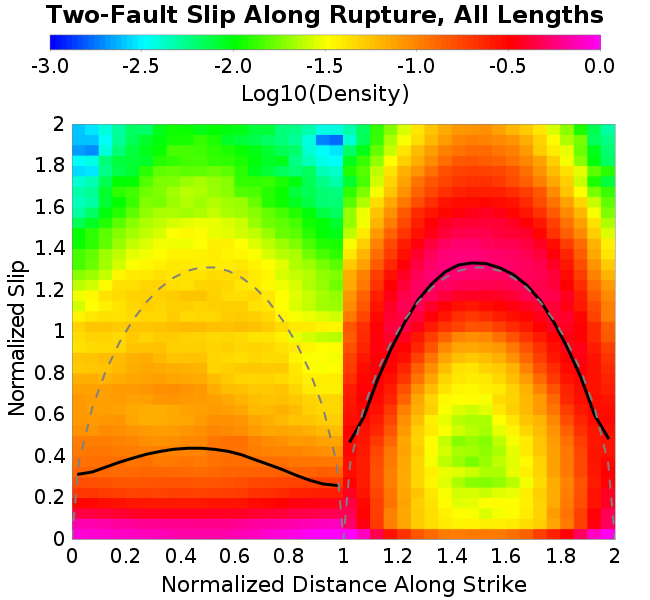 Two-Fault Slip Along Rupture, All Lengths
-3.0 -2.5 -2.0 -1.5 -1.0 -0.5 0.0
Log10(Density)
Normalized Slip
2
1.8
1.6
1.4
1.2
1
0.8
0.6
0.4
0.2
0
0 0.2 0.4 0.6 0.8 1 1.2 1.4 1.6 1.8 2
Normalized Distance Along Strike